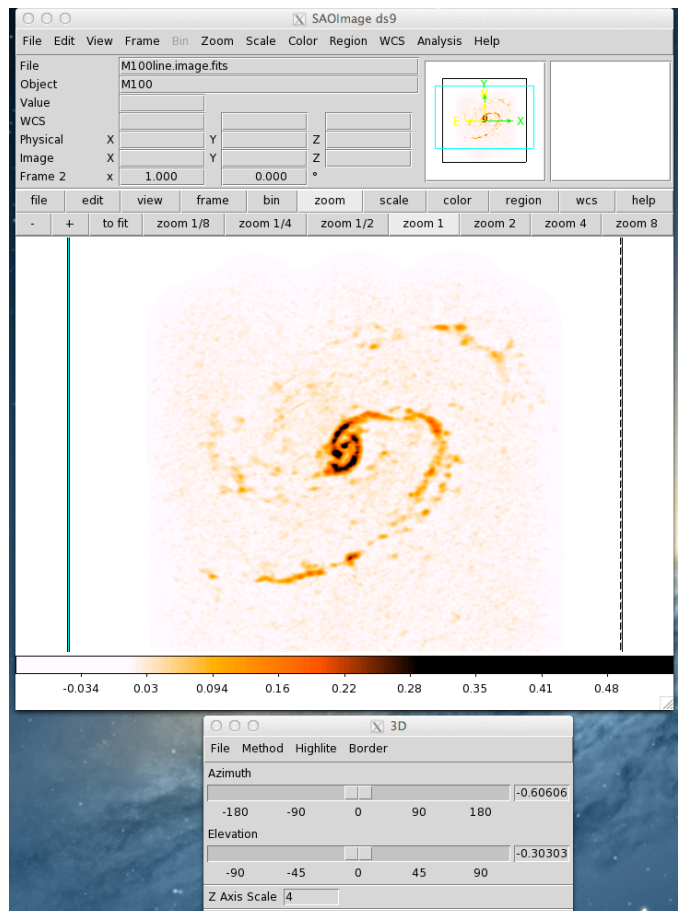 SAOImage ds9
File Edit View Frame Bin Zoom Scale Color Region WCS Analysis Help
File M100line.image.fits
Object M100
Value
WCS
Physical X Y Z
Image X Y Z
Frame 2 x 1.000 0.000 °
Y
N
E X
file edit view frame bin zoom scale color region wcs help
- + to fit zoom 1/8 zoom 1/4 zoom 1/2 zoom 1 zoom 2 zoom 4 zoom 8
-0.034 0.03 0.094 0.16 0.22 0.28 0.35 0.41 0.48
3D
File Method Highlite Border
Azimuth
-0.60606
-180 -90 0 90 180
Elevation
-0.30303
-90 -45 0 45 90
Z Axis Scale 4